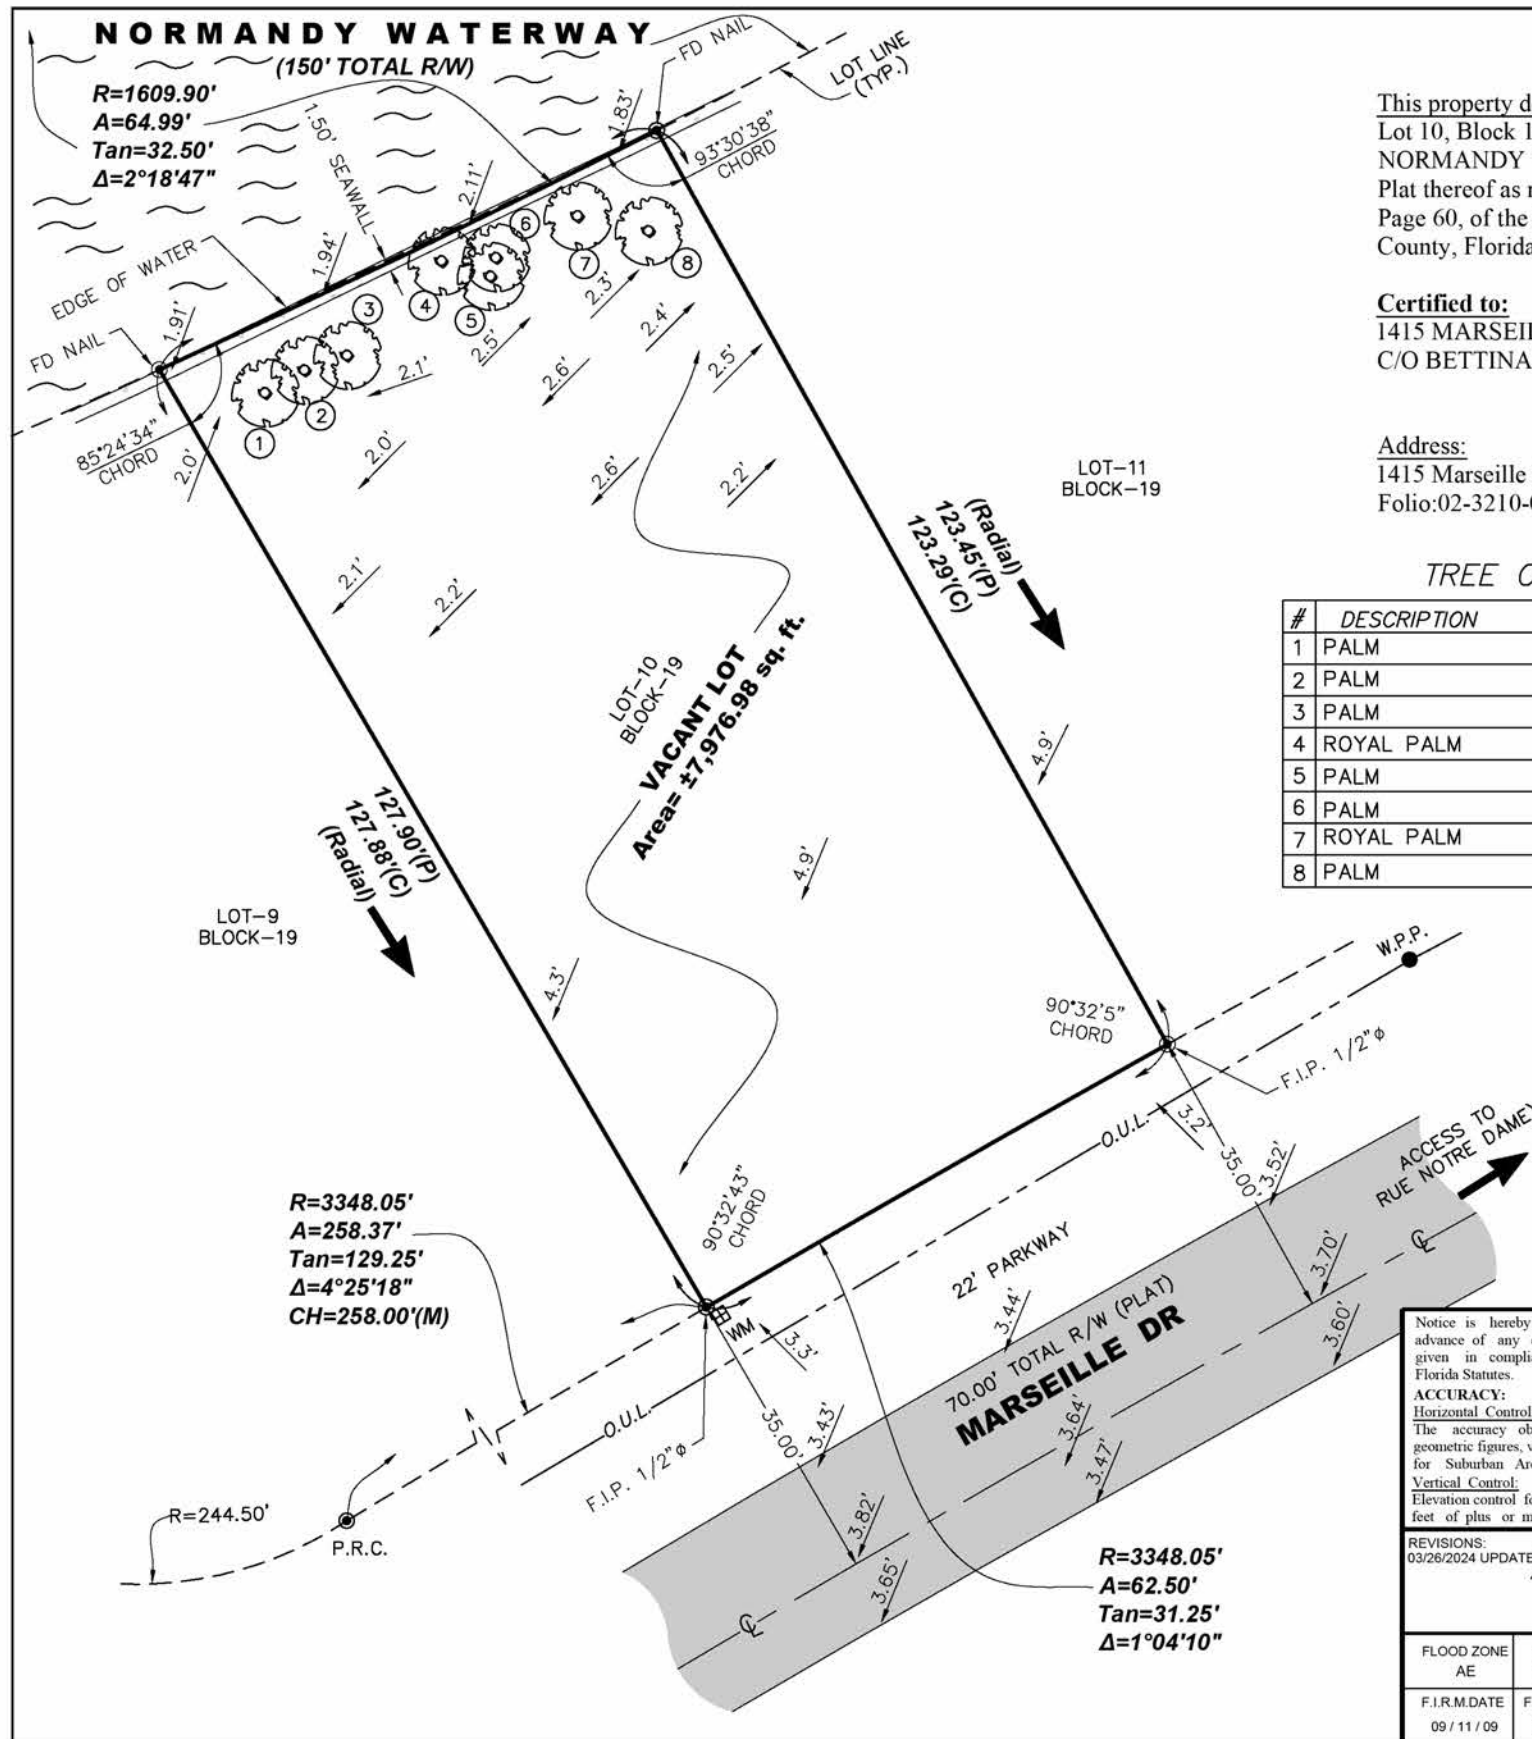 NORMANDY WATERWAY
(150' TOTAL R/W)
R=1609.90'
A=64.99'
Tan=32.50'
Δ=2°18'47"
FD NAIL
LOT LINE
(TYP.)
1.83'
93°30'38"
CHORD
1.50' SEAWALL
2.11'
1.94'
EDGE OF WATER
1.91'
FD NAIL
85°24'34"
CHORD
2.0'
1
2
3
4
5
6
7
8
2.3'
2.4'
2.5'
2.5'
2.1'
2.6'
2.0'
2.6'
2.2'
2.1'
2.2'
LOT-11
BLOCK-19
(Radial)
123.45'(P)
123.29'(C)
LOT-10
BLOCK-19
VACANT LOT
Area= ±7,976.98 sq. ft.
4.9'
4.9'
4.3'
127.90'(P)
127.88'(C)
(Radial)
LOT-9
BLOCK-19
90°32'5"
CHORD
W.P.P.
F.I.P. 1/2"ø
O.U.L.
3.2'
35.00'
3.52'
ACCESS TO
RUE NOTRE DAME
90°32'43"
CHORD
R=3348.05'
A=258.37'
Tan=129.25'
Δ=4°25'18"
CH=258.00'(M)
22' PARKWAY
3.70'
3.60'
3.44'
70.00' TOTAL R/W (PLAT)
MARSEILLE DR
WM
3.3'
O.U.L.
35.00'
3.43'
3.64'
3.47'
F.I.P. 1/2"ø
R=244.50'
P.R.C.
3.82'
3.65'
R=3348.05'
A=62.50'
Tan=31.25'
Δ=1°04'10"
This property d
Lot 10, Block 1
NORMANDY
Plat thereof as
Page 60, of the
County, Florida
Certified to:
1415 MARSEI
C/O BETTINA
Address:
1415 Marseille
Folio:02-3210-
TREE
# DESCRIPTION
1 PALM
2 PALM
3 PALM
4 ROYAL PALM
5 PALM
6 PALM
7 ROYAL PALM
8 PALM
Notice is hereby
advance of any
given in compli
Florida Statutes.
ACCURACY:
Horizontal Control
The accuracy ob
geometric figures,
for Suburban Ar
Vertical Control:
Elevation control f
feet of plus or m
REVISIONS:
03/26/2024 UPDATE
FLOOD ZONE
AE
F.I.R.M.DATE
09 / 11 / 09